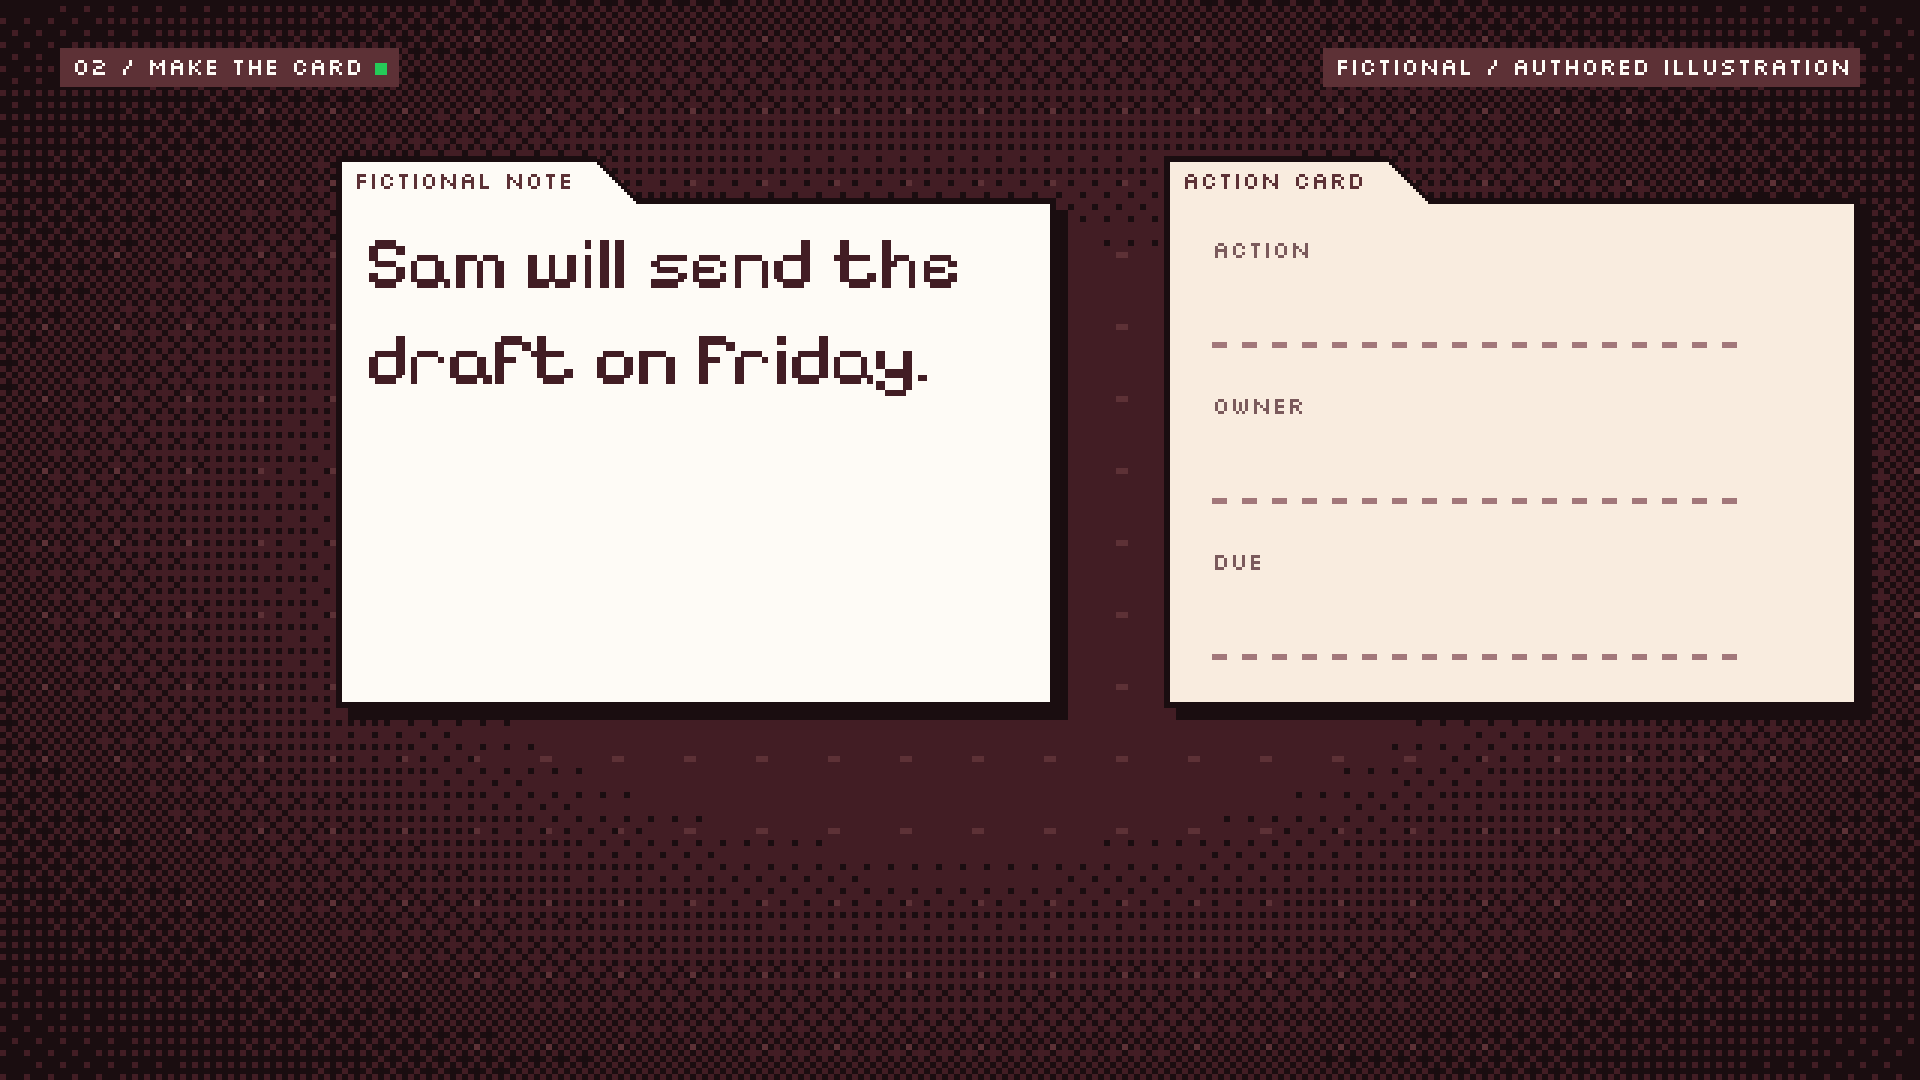 02 / MAKE THE CARD
FICTIONAL / AUTHORED ILLUSTRATION
FICTIONAL NOTE
Sam will send the
draft on Friday.
ACTION CARD
ACTION
OWNER
DUE